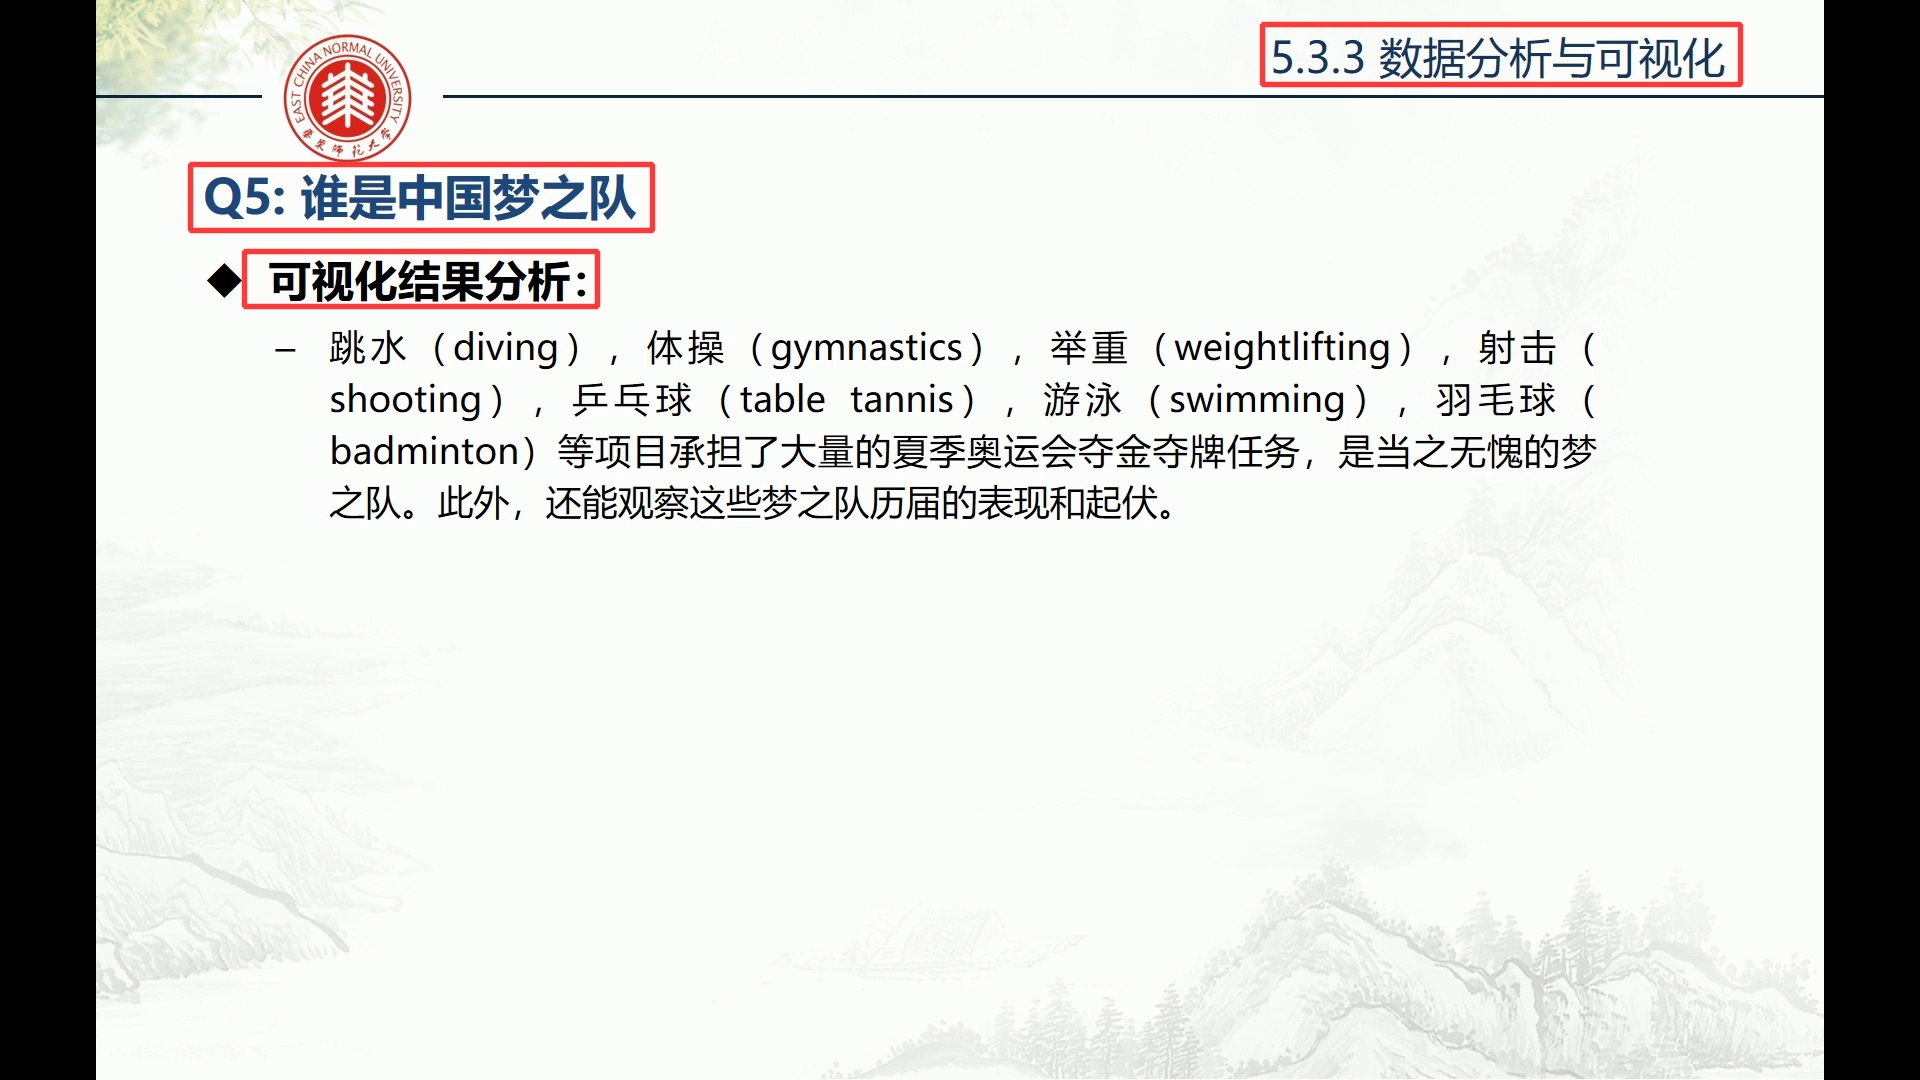 5.3.3 数据分析与可视化
EAST CHINA NORMAL UNIVERSITY
华东师范大学
Q5: 谁是中国梦之队
◆ 可视化结果分析：
– 跳水（diving），体操（gymnastics），举重（weightlifting），射击（
shooting），乒乓球（table tannis），游泳（swimming），羽毛球（
badminton）等项目承担了大量的夏季奥运会夺金夺牌任务，是当之无愧的梦
之队。此外，还能观察这些梦之队历届的表现和起伏。